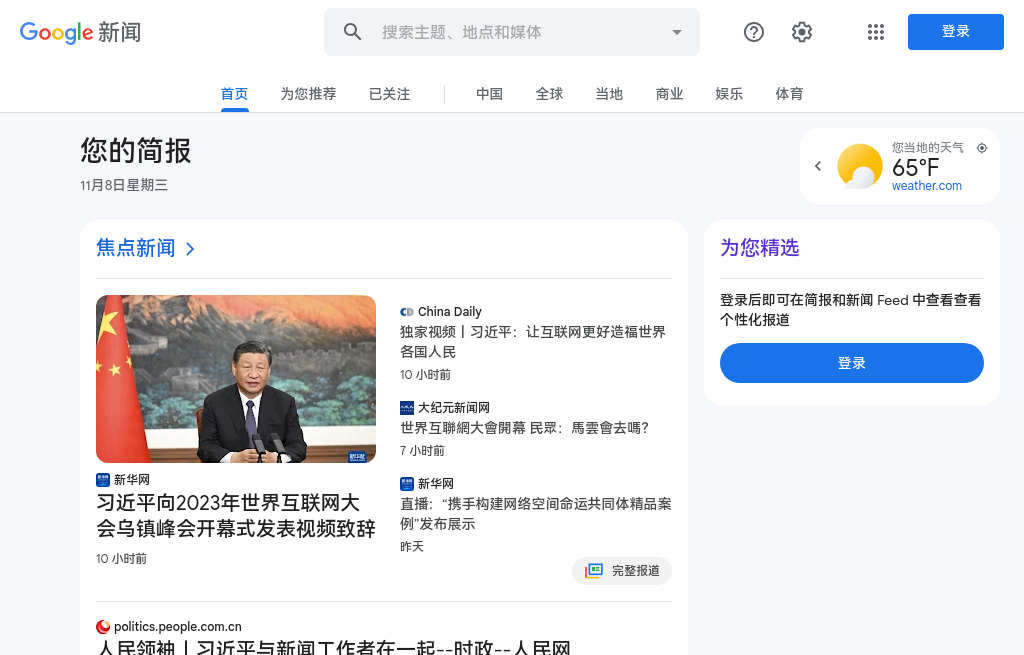 Google 新闻
搜索主题、地点和媒体
登录
首页
为您推荐
已关注
中国
全球
当地
商业
娱乐
体育
您的简报
11月8日星期三
您当地的天气
65°F
weather.com
焦点新闻
新华网
习近平向2023年世界互联网大
会乌镇峰会开幕式发表视频致辞
10 小时前
China Daily
独家视频丨习近平：让互联网更好造福世界
各国人民
10 小时前
大纪元新闻网
世界互聯網大會開幕 民眾：馬雲會去嗎？
7 小时前
新华网
直播：“携手构建网络空间命运共同体精品案
例”发布展示
昨天
完整报道
politics.people.com.cn
人民领袖丨习近平与新闻工作者在一起--时政--人民网
为您精选
登录后即可在简报和新闻 Feed 中查看查看
个性化报道
登录